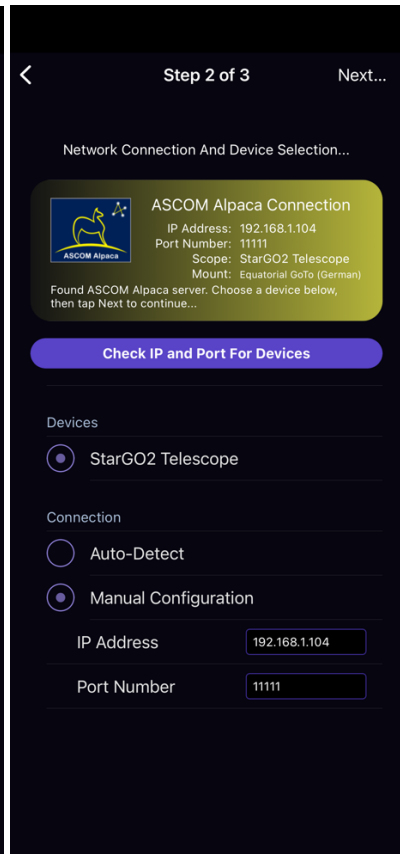 Step 2 of 3
Next...
Network Connection And Device Selection...
ASCOM Alpaca Connection
IP Address: 192.168.1.104
Port Number: 11111
Scope: StarGO2 Telescope
Mount: Equatorial GoTo (German)
ASCOM Alpaca
Found ASCOM Alpaca server. Choose a device below,
then tap Next to continue...
Check IP and Port For Devices
Devices
StarGO2 Telescope
Connection
Auto-Detect
Manual Configuration
IP Address 192.168.1.104
Port Number 11111